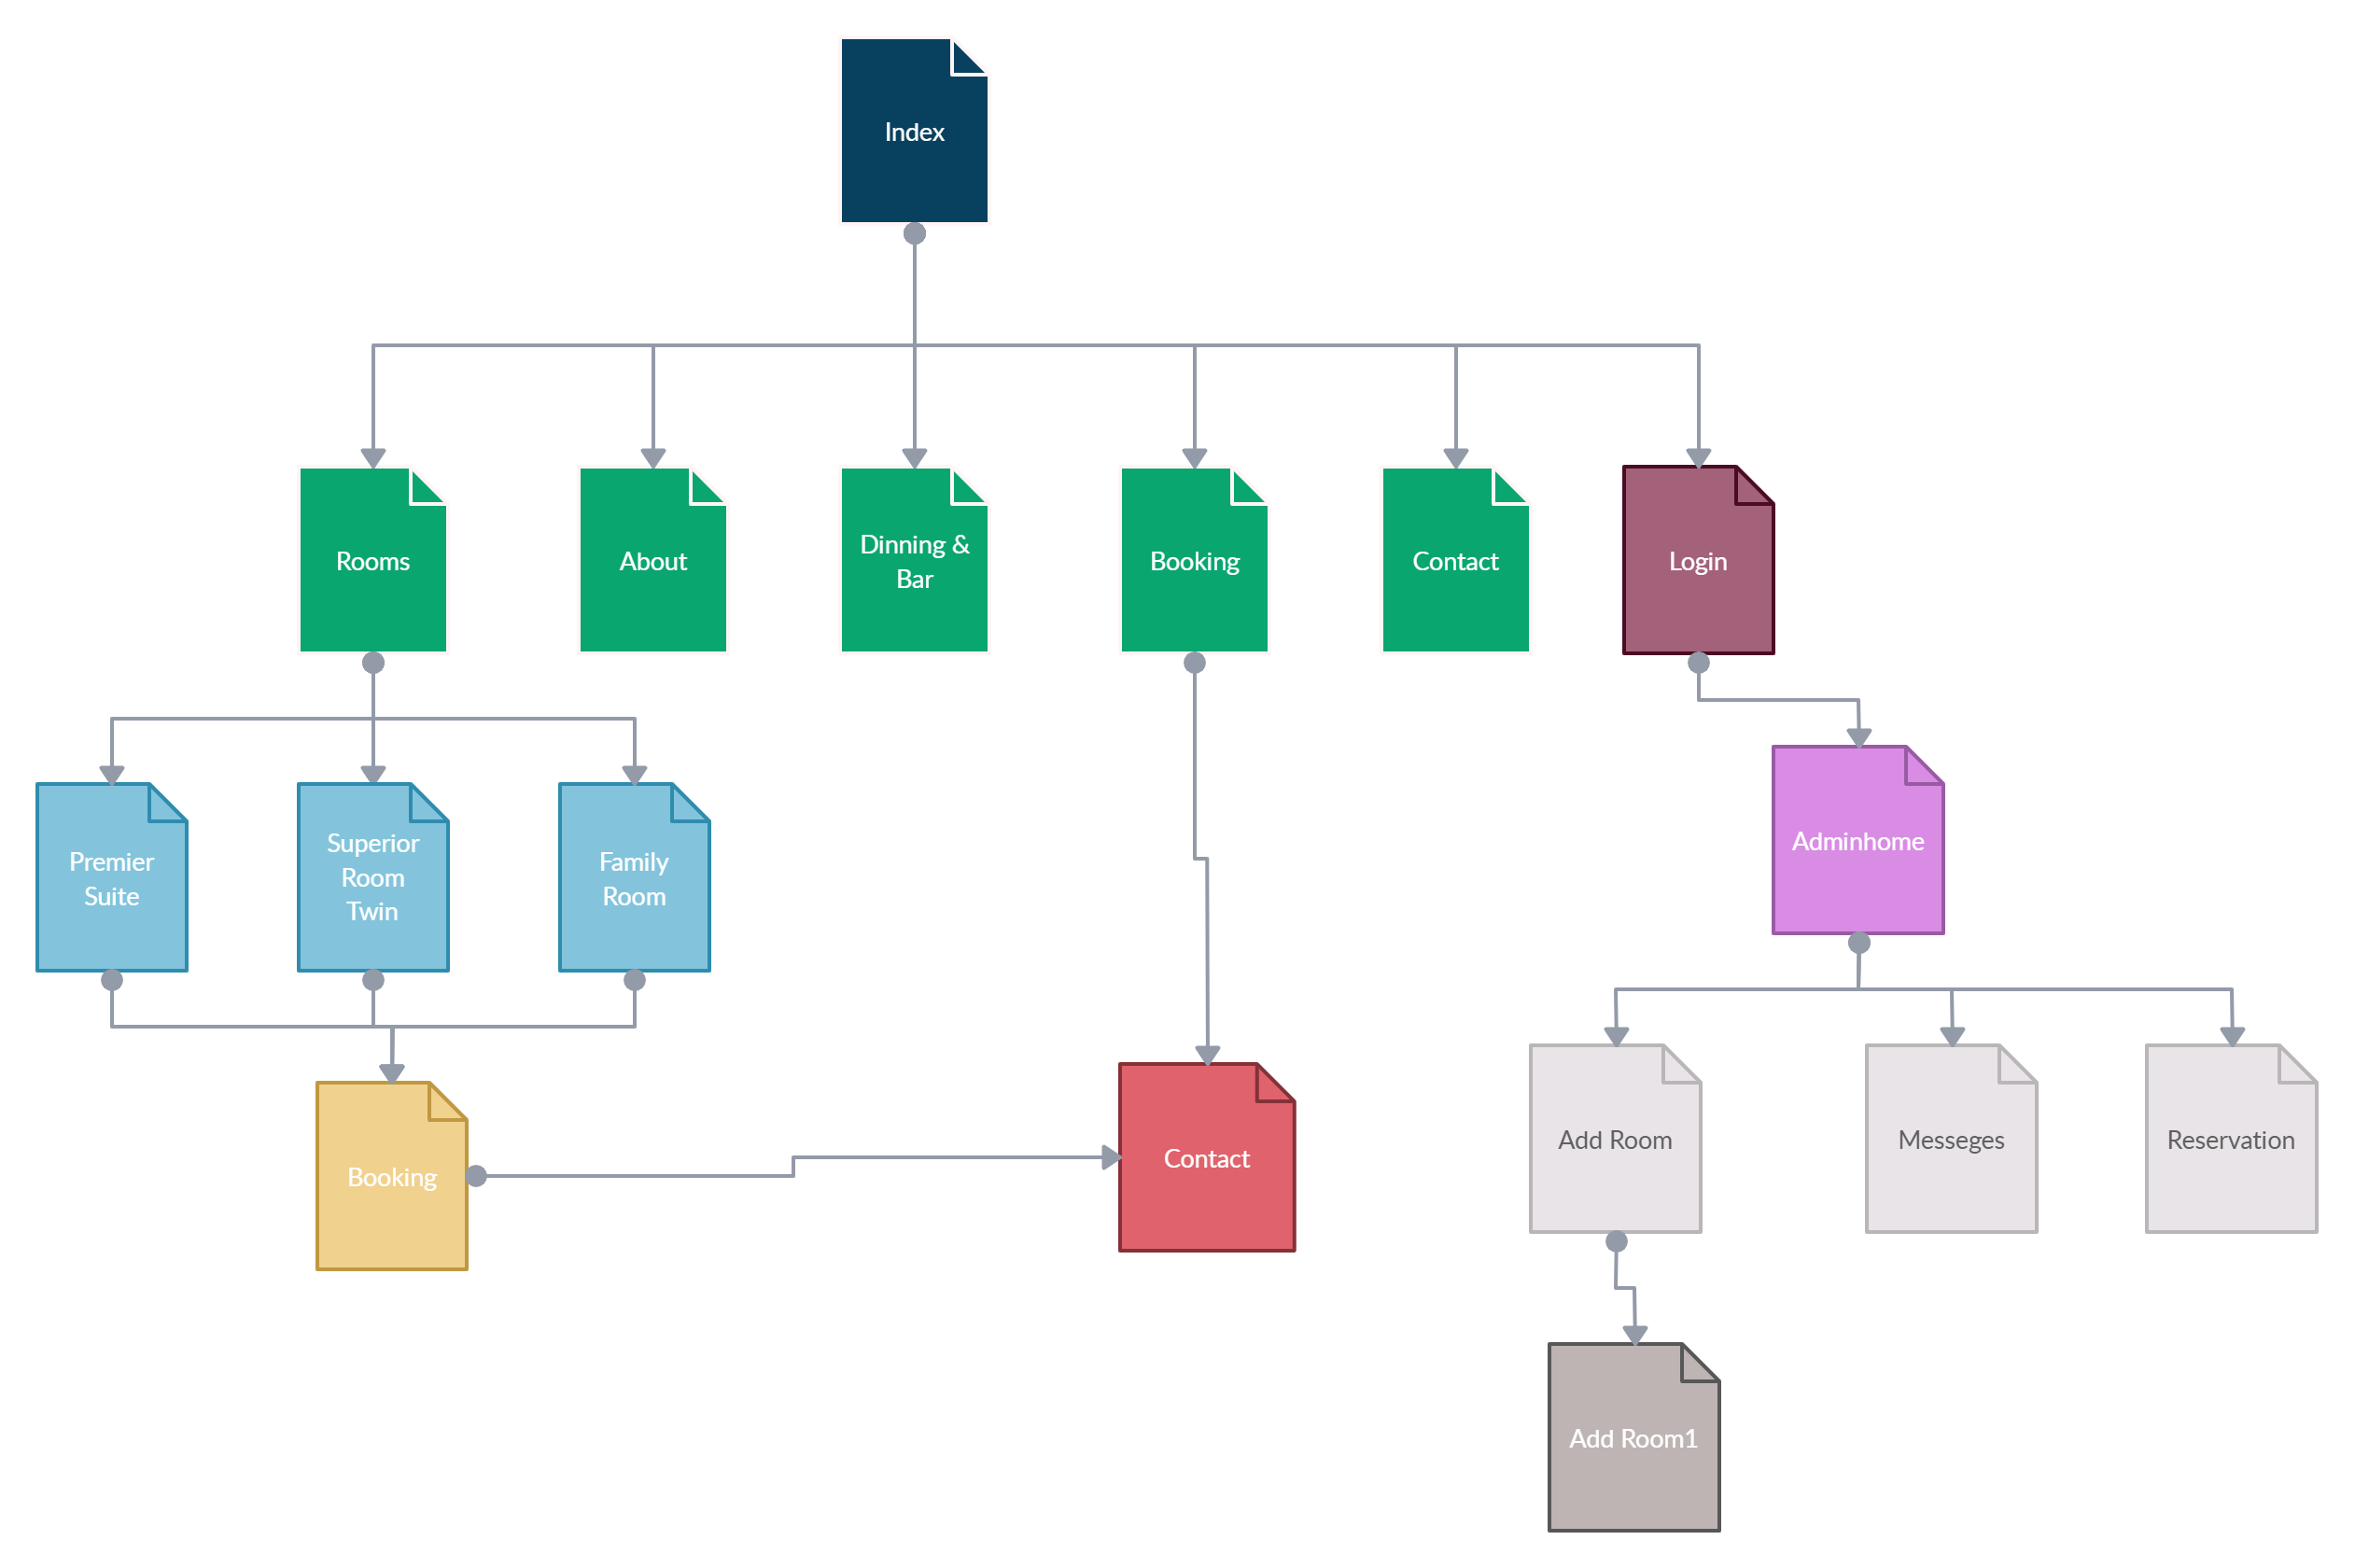 Index
Rooms
About
Dinning &
Bar
Booking
Contact
Login
Premier
Suite
Superior
Room
Twin
Family
Room
Adminhome
Booking
Contact
Add Room
Messeges
Reservation
Add Room1